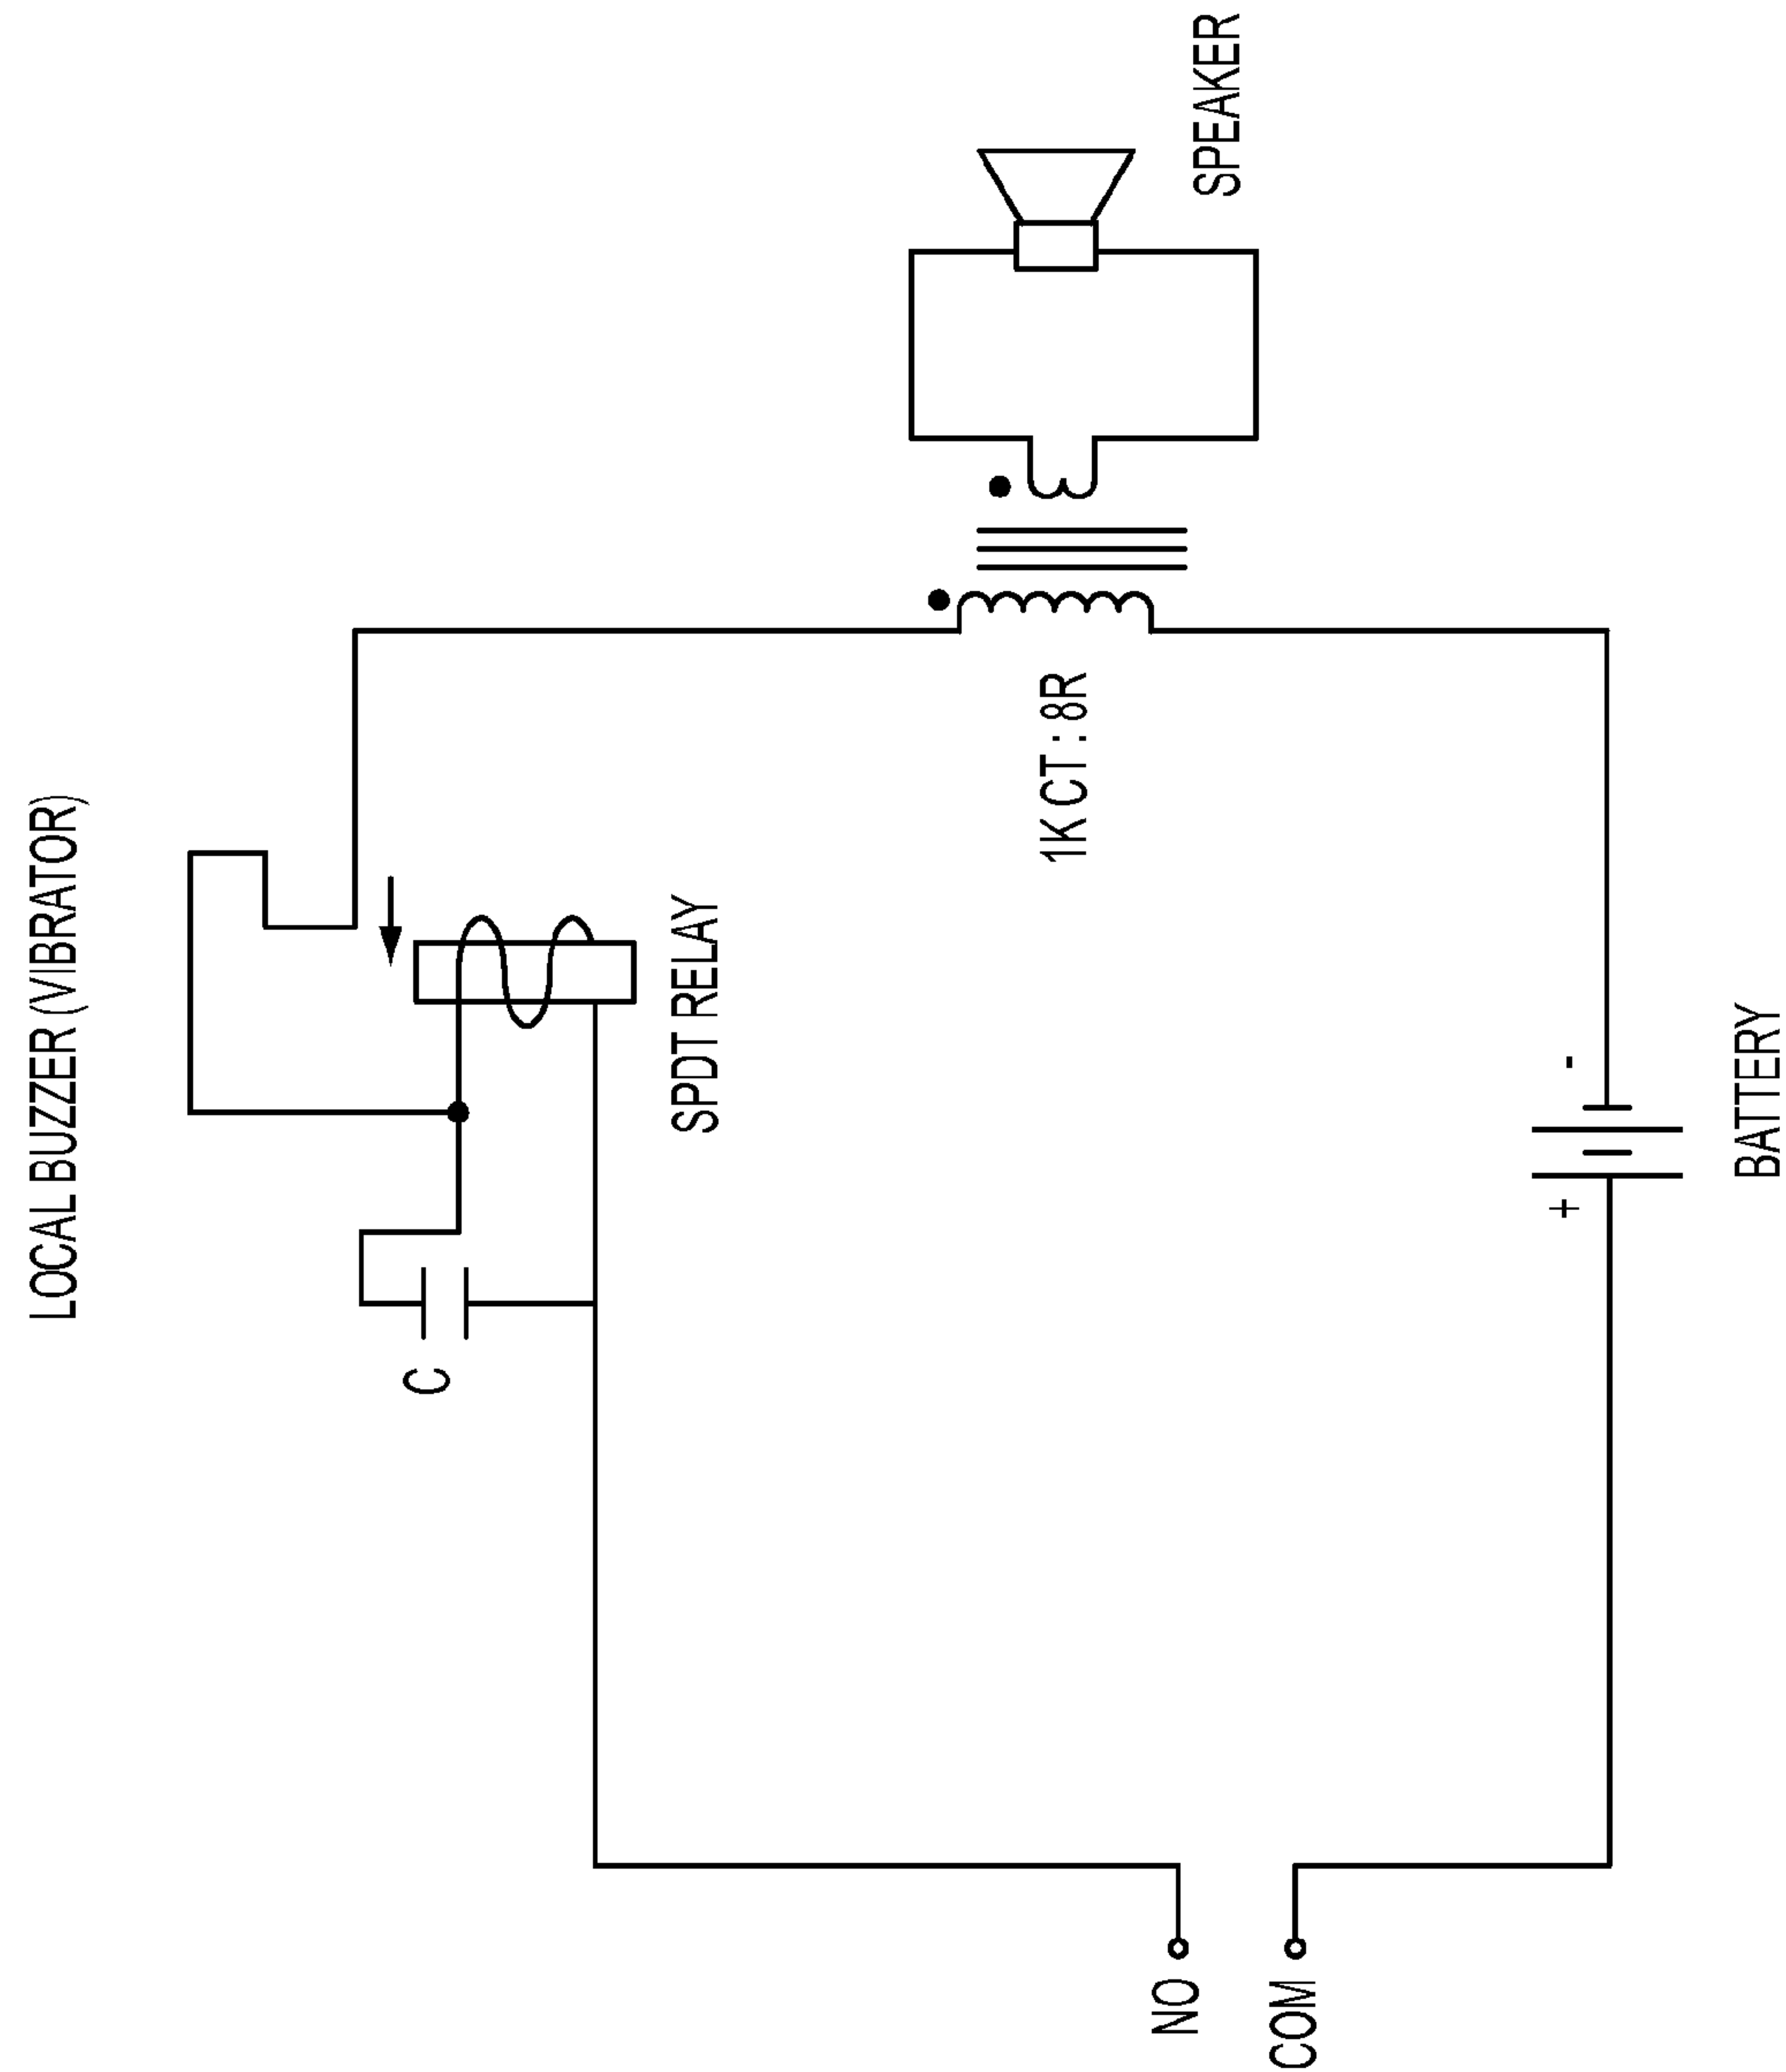 LOCAL BUZZER (VIBRATOR)
C
SPDT RELAY
NO
COM
1K CT : 8R
SPEAKER
+
-
BATTERY